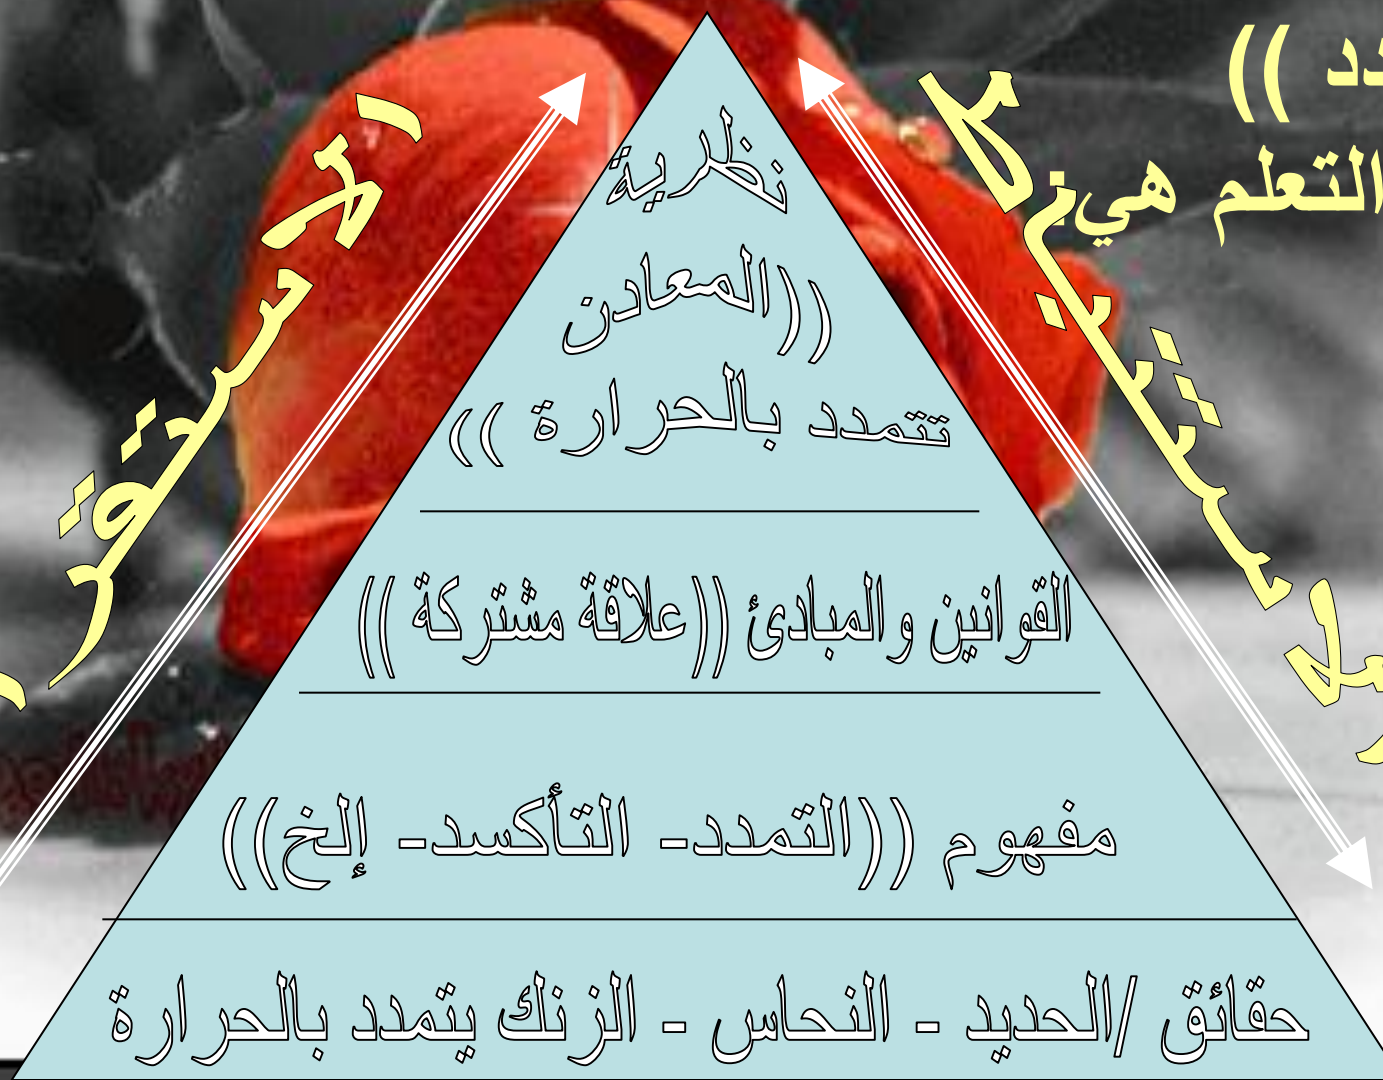 دد ))
التعلم هي
نظرية
((المعادن
تتمدد بالحرارة ))
القوانين والمبادئ ((علاقة مشتركة ))
مفهوم ((التمدد- التأكسد- إلخ))
حقائق /الحديد - النحاس - الزنك يتمدد بالحرارة
الاستقر